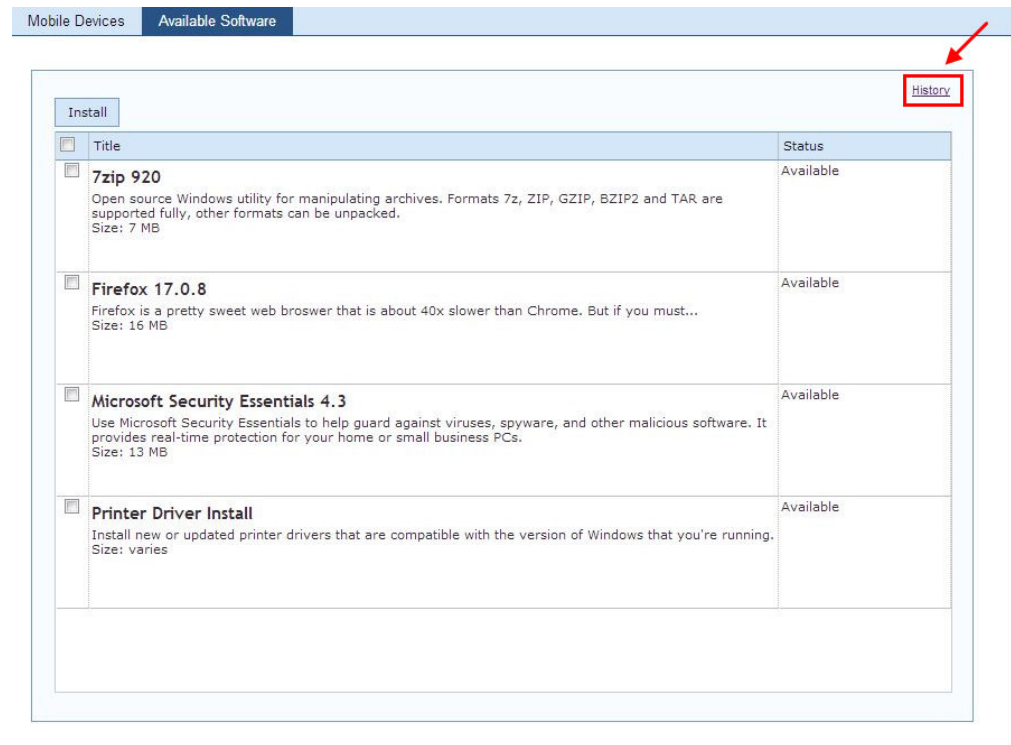 Mobile Devices Available Software
History
Install
Title Status
7zip 920 Available
Open source Windows utility for manipulating archives. Formats 7z, ZIP, GZIP, BZIP2 and TAR are
supported fully, other formats can be unpacked.
Size: 7 MB
Firefox 17.0.8 Available
Firefox is a pretty sweet web broswer that is about 40x slower than Chrome. But if you must...
Size: 16 MB
Microsoft Security Essentials 4.3 Available
Use Microsoft Security Essentials to help guard against viruses, spyware, and other malicious software. It
provides real-time protection for your home or small business PCs.
Size: 13 MB
Printer Driver Install Available
Install new or updated printer drivers that are compatible with the version of Windows that you're running.
Size: varies